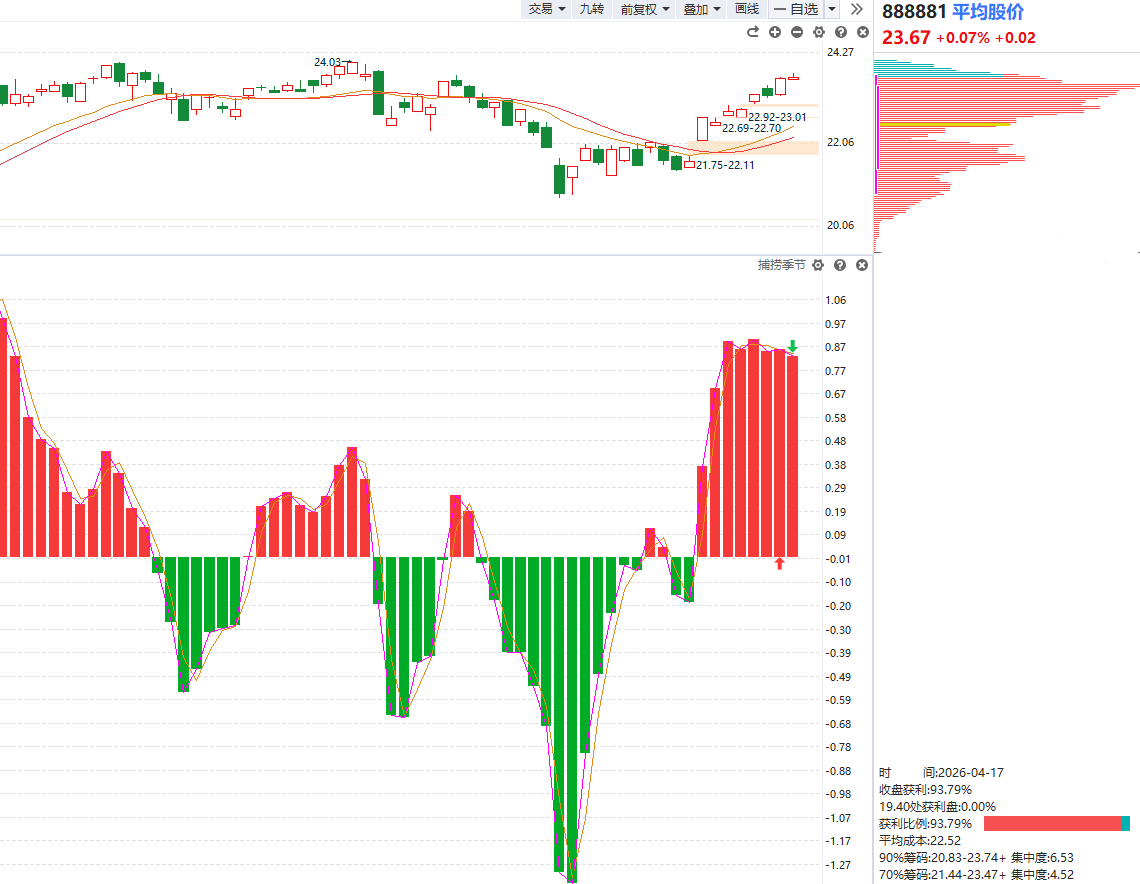 交易 九转 前复权 叠加 画线 一 自选
888881 平均股价
23.67 +0.07% +0.02
24.27
24.03
22.92-23.01
22.69-22.70
22.06
21.75-22.11
20.06
捕捞季节
1.06
0.97
0.87
0.77
0.67
0.58
0.48
0.38
0.29
0.19
0.09
-0.01
-0.10
-0.20
-0.30
-0.39
-0.49
-0.59
-0.68
-0.78
-0.88
-0.98
-1.07
-1.17
-1.27
时 间:2026-04-17
收盘获利:93.79%
19.40处获利盘:0.00%
获利比例:93.79%
平均成本:22.52
90%筹码:20.83-23.74+ 集中度:6.53
70%筹码:21.44-23.47+ 集中度:4.52